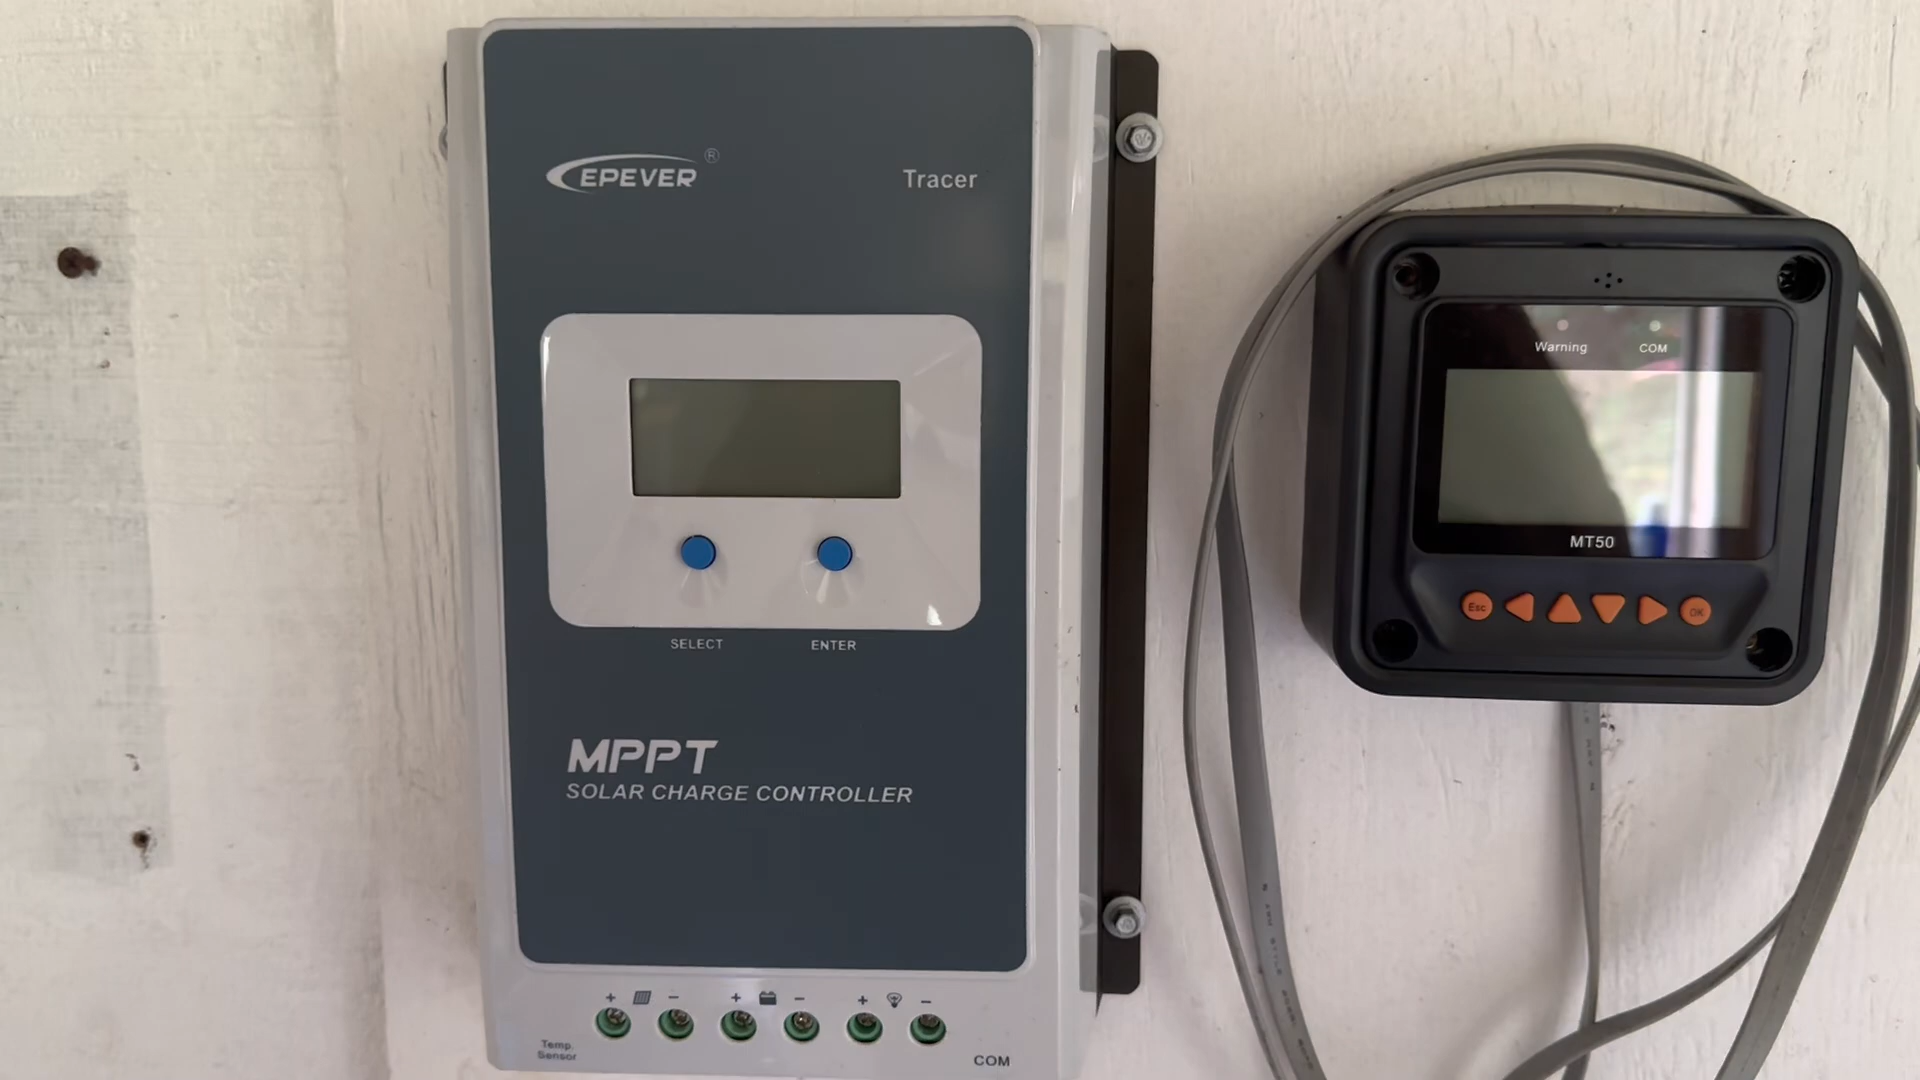 EPEVER ®
Tracer
SELECT
ENTER
MPPT
SOLAR CHARGE CONTROLLER
+ − + − + −
Temp.
Sensor
COM
Warning
COM
MT50
Esc
OK